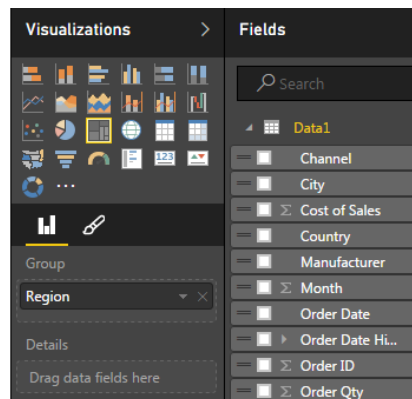 Visualizations
Group
Region
Details
Drag data fields here
Fields
Search
Data1
Channel
City
Σ Cost of Sales
Country
Manufacturer
Σ Month
Order Date
Order Date Hi...
Σ Order ID
Σ Order Qty
123